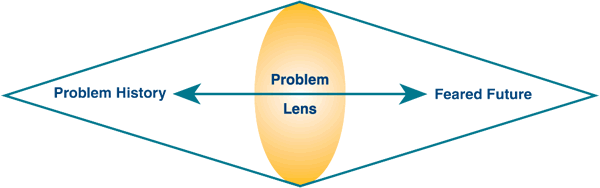 Problem History
Problem
Lens
Feared Future